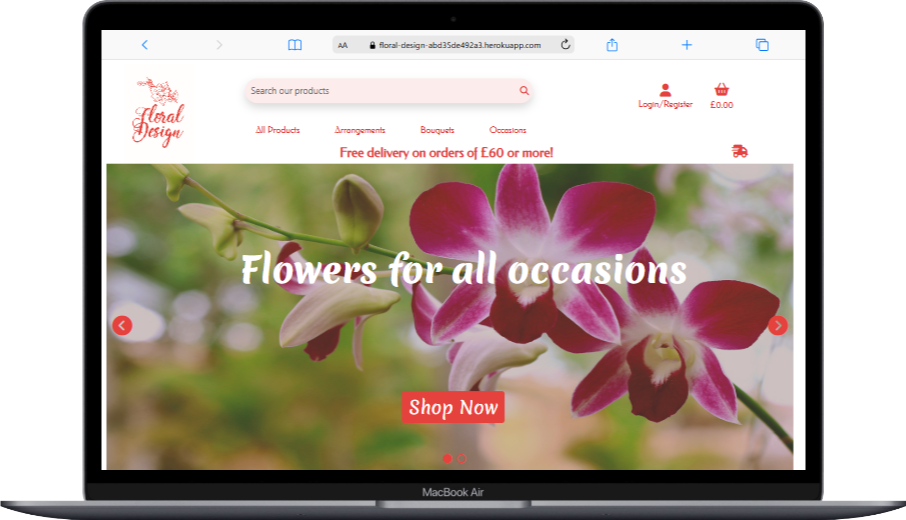 AA floral-design-abd35de492a3.herokuapp.com
Floral
Design
Search our products
Login/Register
£0.00
All Products Arrangements Bouquets Occasions
Free delivery on orders of £60 or more!
Flowers for all occasions
Shop Now
MacBook Air